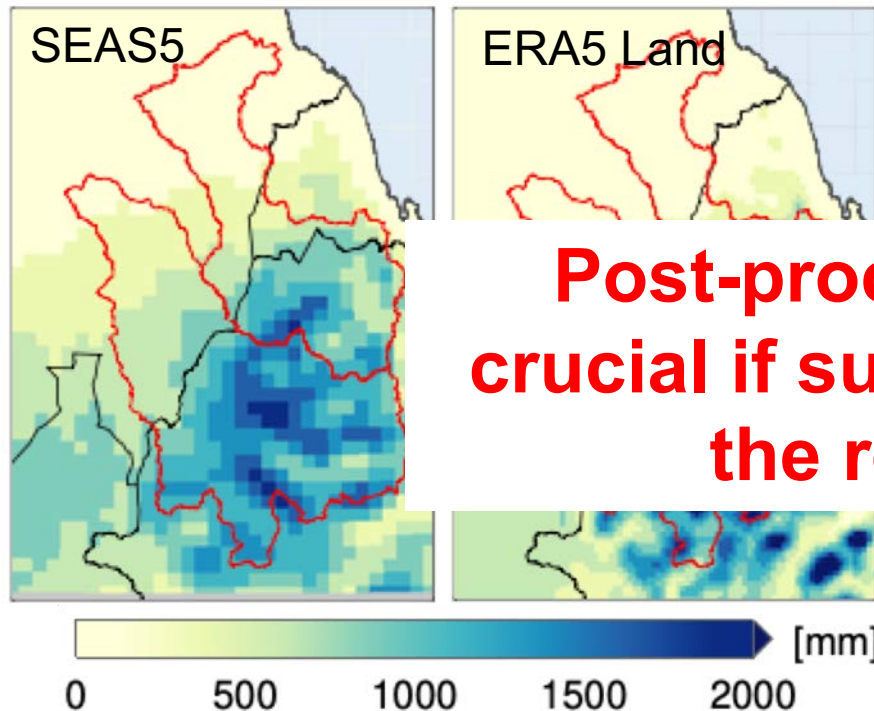 SEAS5
ERA5 Land
Post-proc
crucial if su
the r
[mm]
0 500 1000 1500 2000